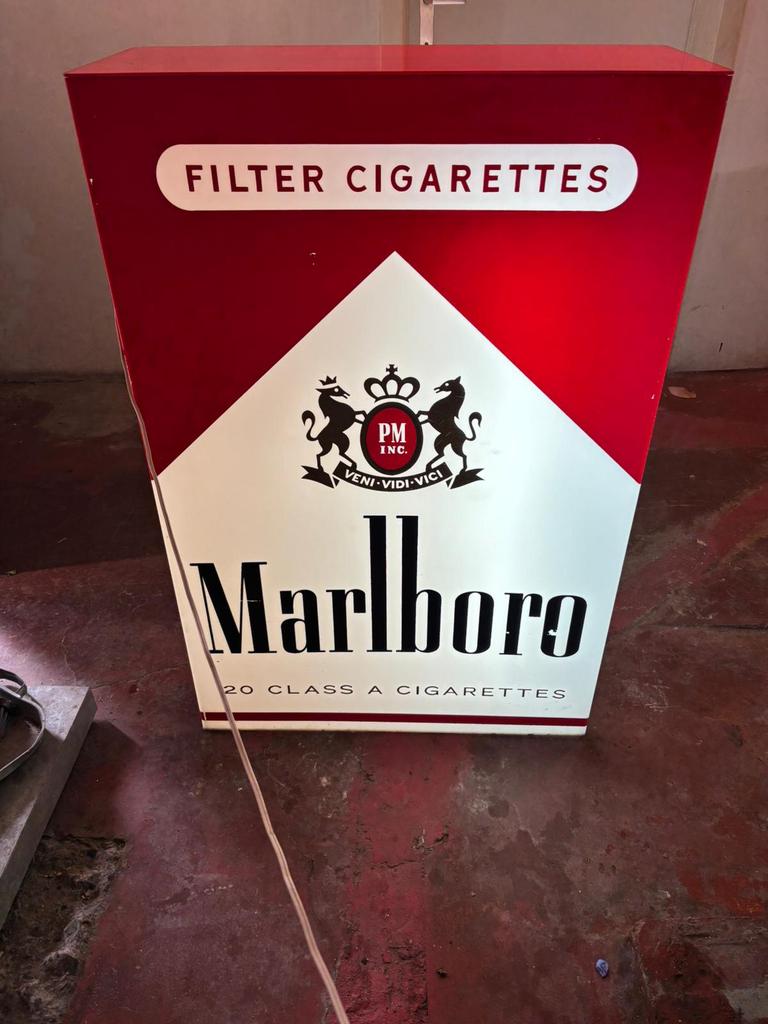 FILTER CIGARETTES
PM
INC.
VENI·VIDI·VICI
Marlboro
20 CLASS A CIGARETTES